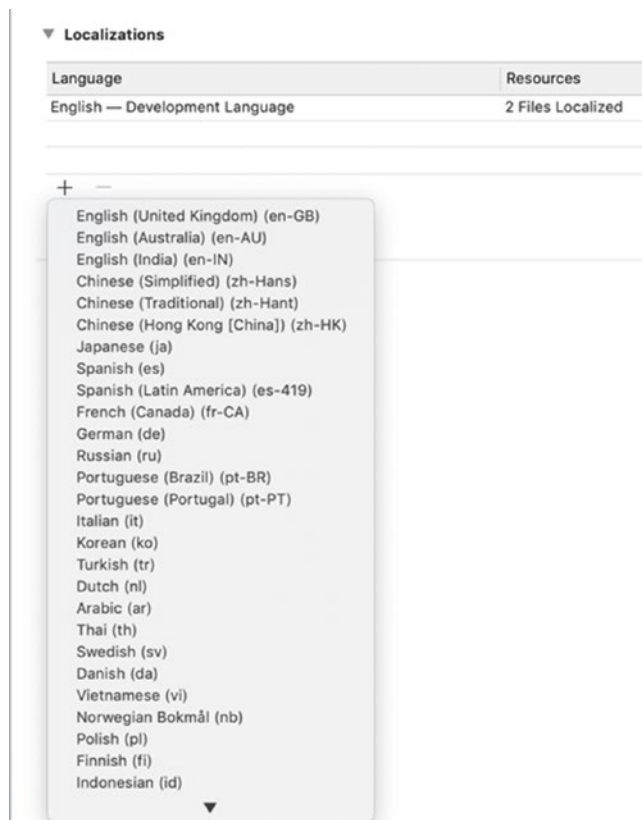 Localizations
Language Resources
English — Development Language 2 Files Localized
English (United Kingdom) (en-GB)
English (Australia) (en-AU)
English (India) (en-IN)
Chinese (Simplified) (zh-Hans)
Chinese (Traditional) (zh-Hant)
Chinese (Hong Kong [China]) (zh-HK)
Japanese (ja)
Spanish (es)
Spanish (Latin America) (es-419)
French (Canada) (fr-CA)
German (de)
Russian (ru)
Portuguese (Brazil) (pt-BR)
Portuguese (Portugal) (pt-PT)
Italian (it)
Korean (ko)
Turkish (tr)
Dutch (nl)
Arabic (ar)
Thai (th)
Swedish (sv)
Danish (da)
Vietnamese (vi)
Norwegian Bokmål (nb)
Polish (pl)
Finnish (fi)
Indonesian (id)